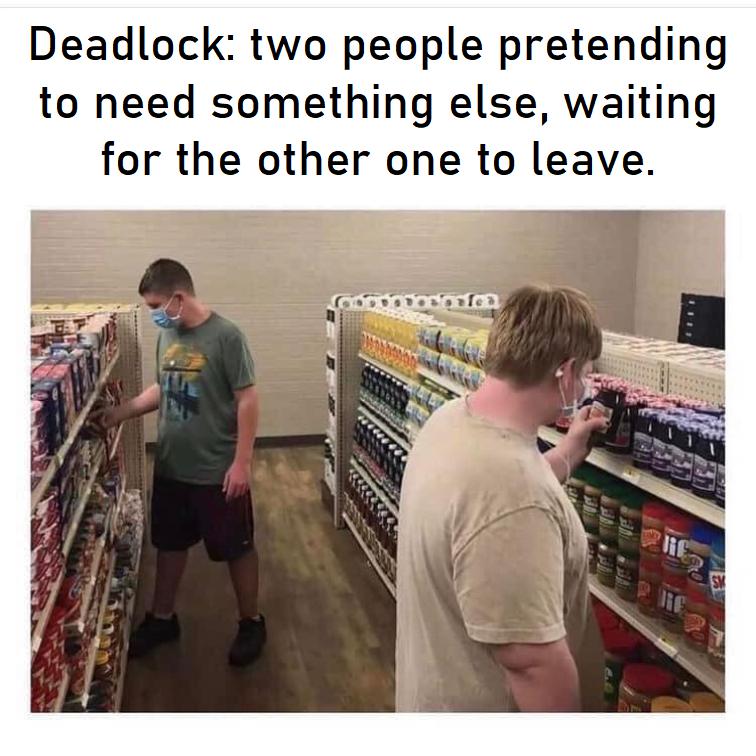 Deadlock: two people pretending
to need something else, waiting
for the other one to leave.
Jif
Jif